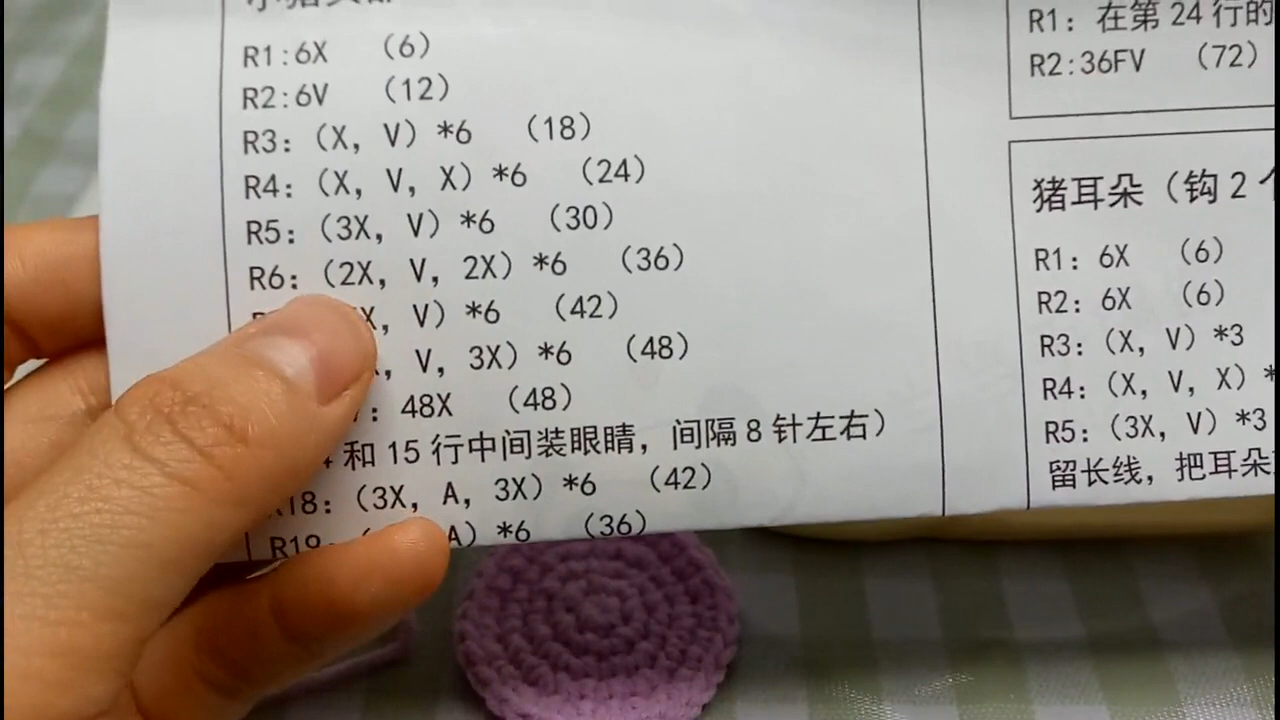 R1:6X (6)
R2:6V (12)
R3: (X, V) *6 (18)
R4: (X, V, X) *6 (24)
R5: (3X, V) *6 (30)
R6: (2X, V, 2X) *6 (36)
X, V) *6 (42)
, V, 3X) *6 (48)
: 48X (48)
和 15 行中间装眼睛，间隔 8 针左右）
R18: (3X, A, 3X) *6 (42)
R19 A) *6 (36)
R1: 在第 24 行的
R2:36FV (72)
猪耳朵（钩 2
R1: 6X (6)
R2: 6X (6)
R3: (X, V) *3
R4: (X, V, X)
R5: (3X, V) *3
留长线，把耳朵